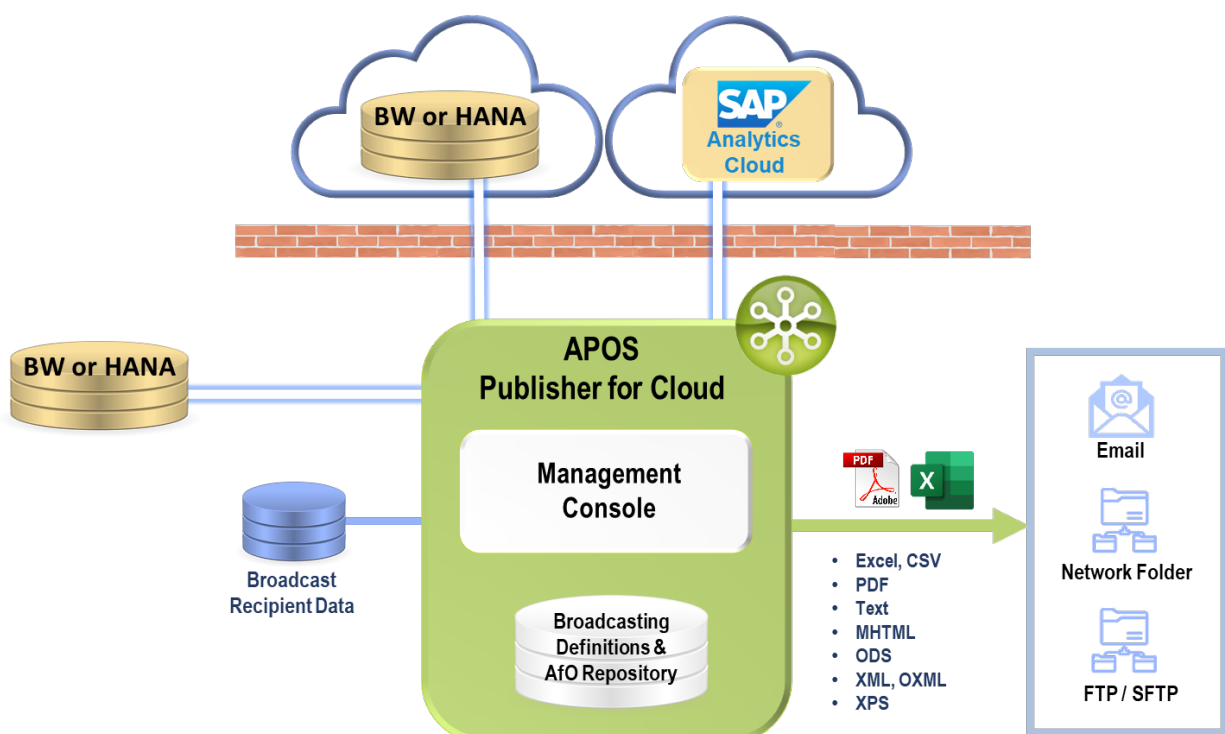 BW or HANA
SAP
®
Analytics
Cloud
BW or HANA
APOS
Publisher for Cloud
Management
Console
Broadcast
Recipient Data
Broadcasting
Definitions &
AfO Repository
PDF
Adobe
X
• Excel, CSV
• PDF
• Text
• MHTML
• ODS
• XML, OXML
• XPS
@
Email
Network Folder
FTP / SFTP